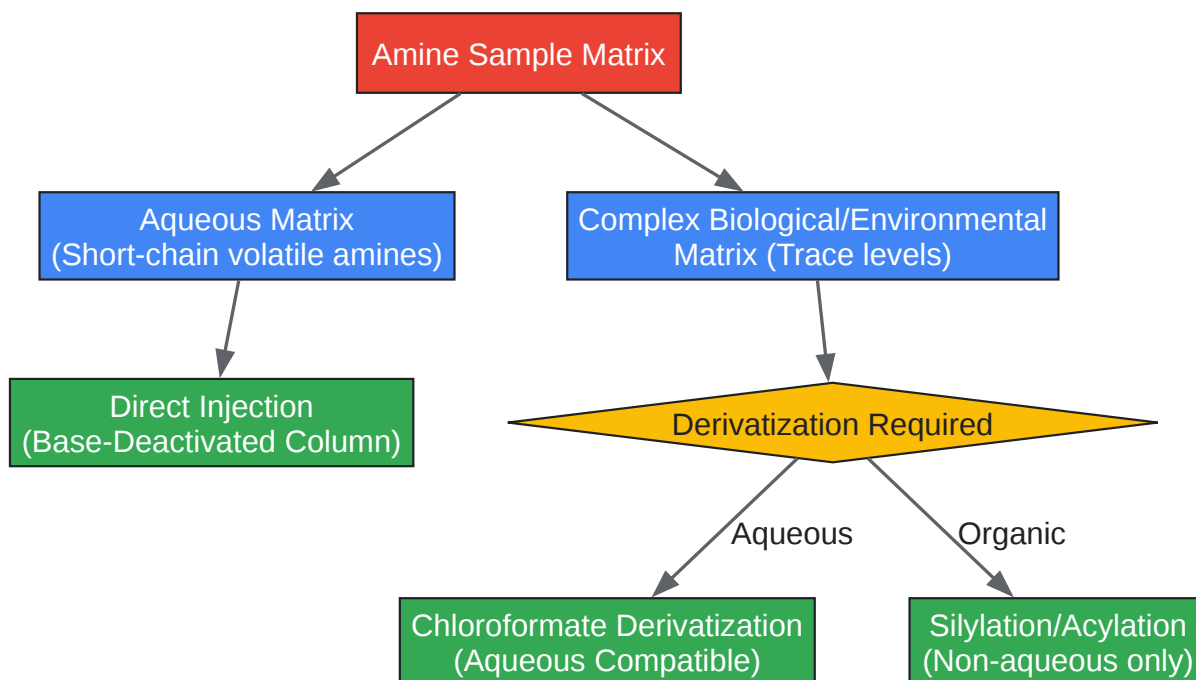 Amine Sample Matrix
Aqueous Matrix
(Short-chain volatile amines)
Complex Biological/Environmental
Matrix (Trace levels)
Direct Injection
(Base-Deactivated Column)
Derivatization Required
Aqueous
Organic
Chloroformate Derivatization
(Aqueous Compatible)
Silylation/Acylation
(Non-aqueous only)